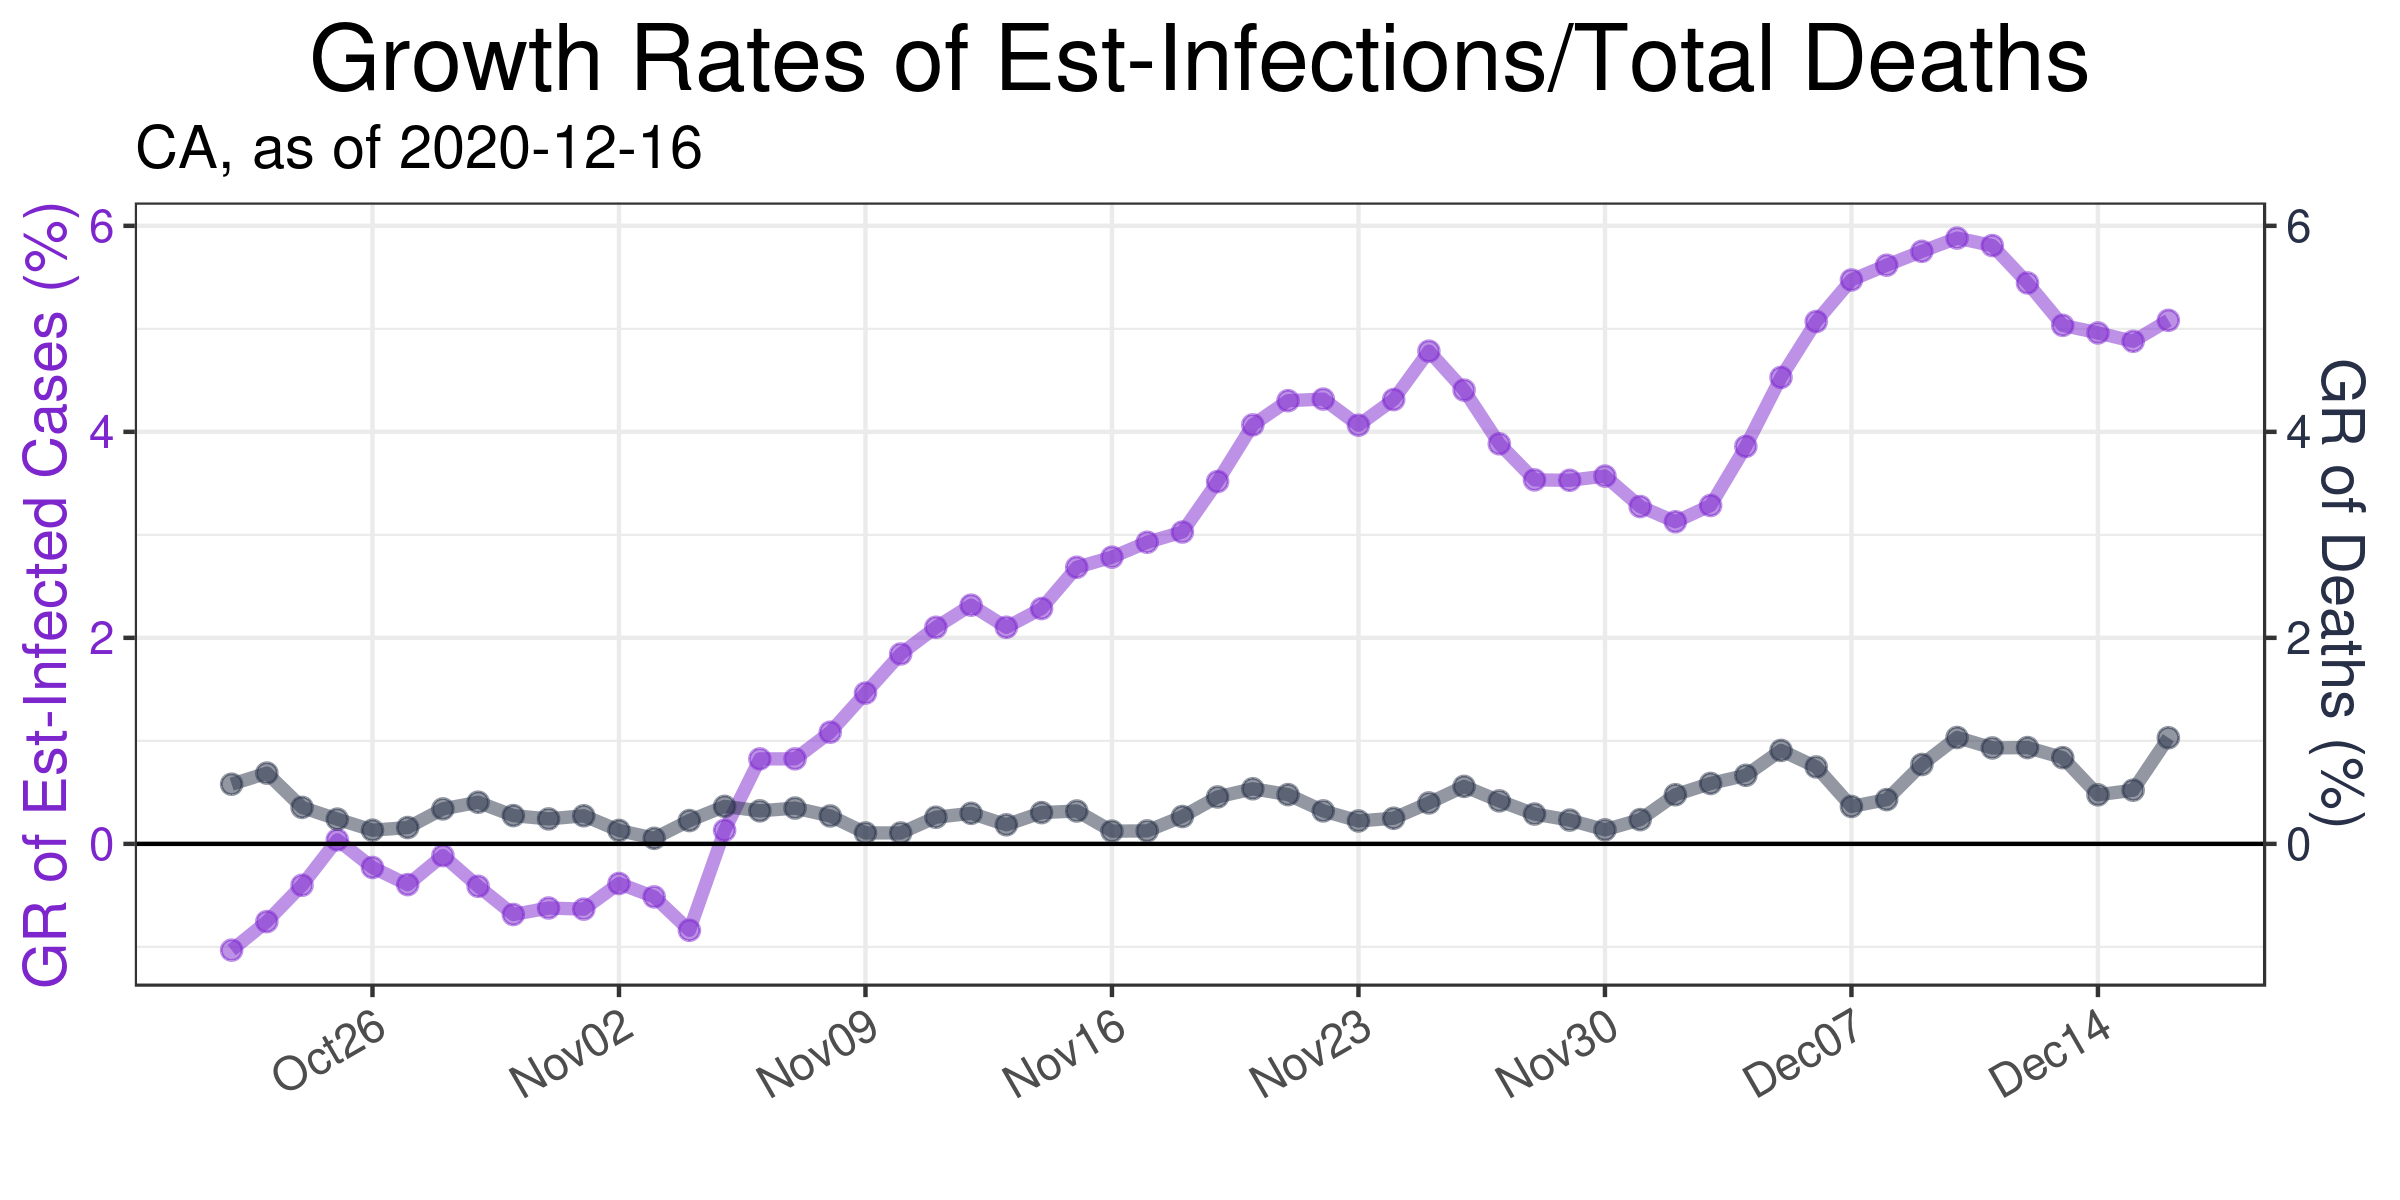 Growth Rates of Est-Infections/Total Deaths
CA, as of 2020-12-16
GR of Est-Infected Cases (%)
6
4
2
0
6
4
2
0
GR of Deaths (%)
Oct26
Nov02
Nov09
Nov16
Nov23
Nov30
Dec07
Dec14